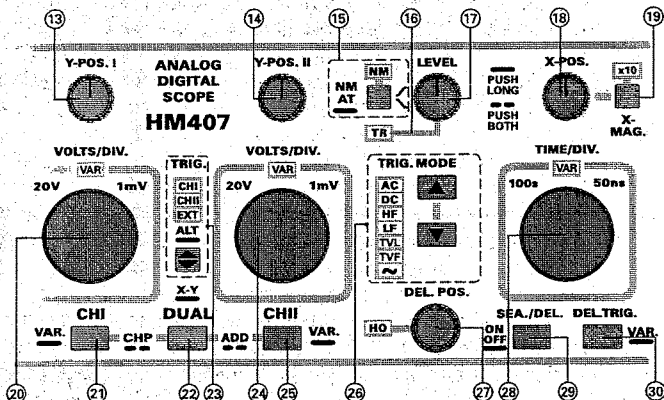 13 14 15 16 17 18 19
Y-POS. I
ANALOG
DIGITAL
SCOPE
HM407
Y-POS. II
NM
AT
NM
LEVEL
TR
PUSH
LONG
PUSH
BOTH
X-POS.
x10
X-
MAG.
VOLTS/DIV.
VAR
20V 1mV
TRIG.
CHI
CHII
EXT
ALT
X-Y
VOLTS/DIV.
VAR
20V 1mV
TRIG. MODE
AC
DC
HF
LF
TVL
TVF
~
TIME/DIV.
VAR
100s 50ns
DEL. POS.
HO
CHI
VAR.
CHP
DUAL
ADD
CHII
VAR.
ON
OFF
SEA./DEL.
DEL.TRIG.
VAR.
20 21 22 23 24 25 26 27 28 29 30